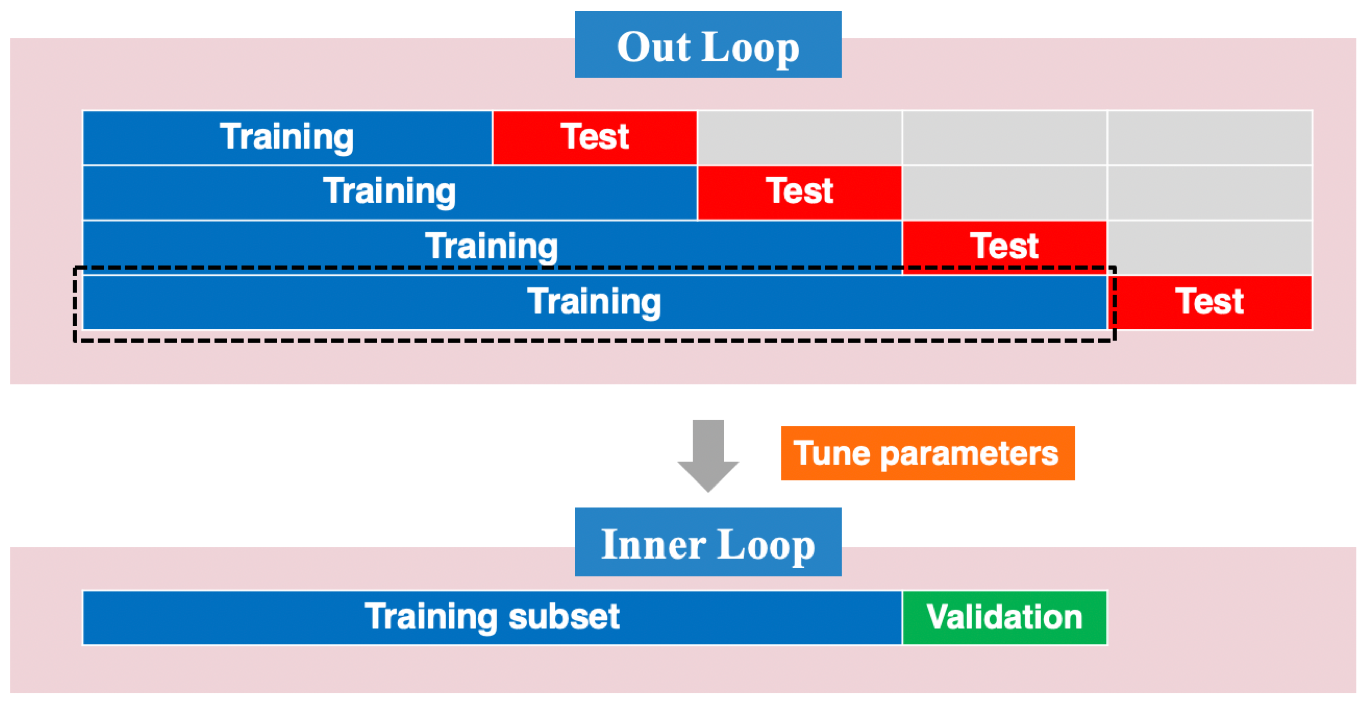 Out Loop
Training Test
Training Test
Training Test
Training Test
Tune parameters
Inner Loop
Training subset Validation